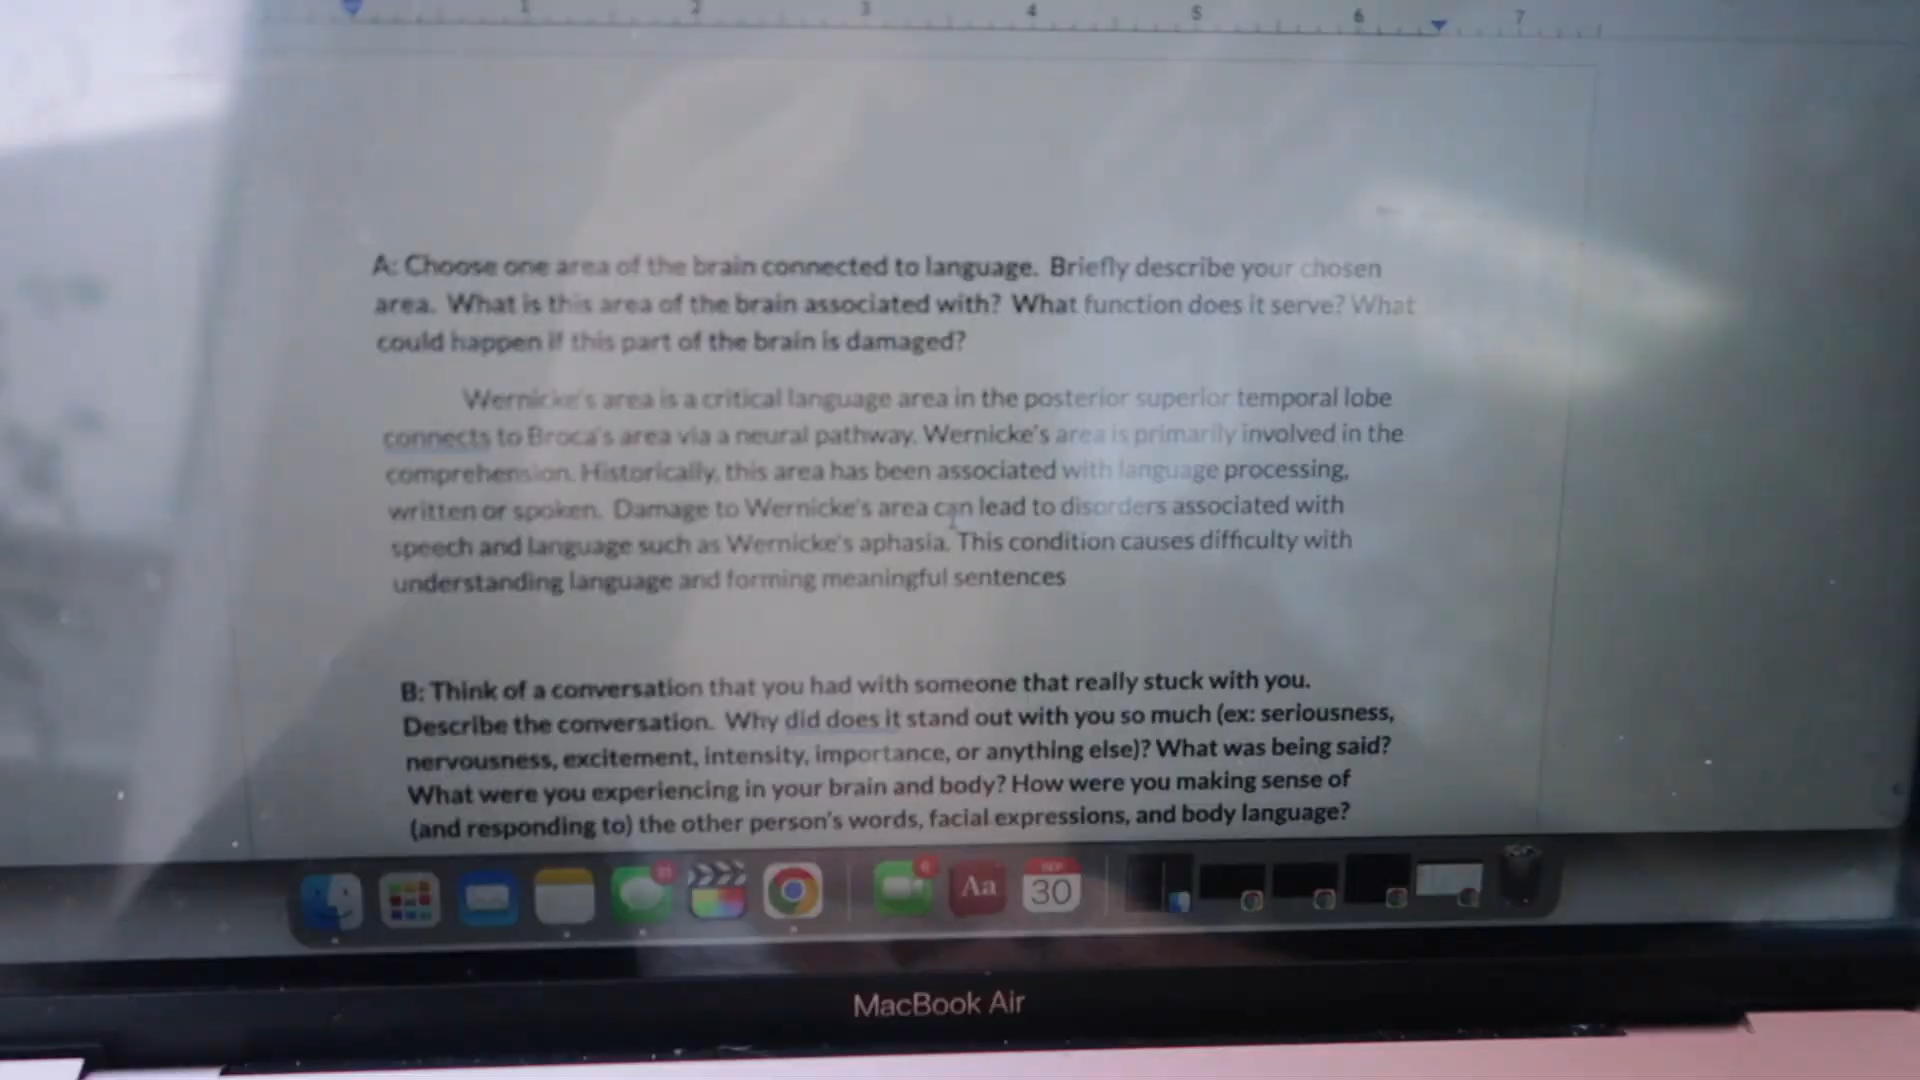 1 2 3 4 5 6 7
A: Choose one area of the brain connected to language. Briefly describe your chosen
area. What is this area of the brain associated with? What function does it serve? What
could happen if this part of the brain is damaged?
Wernicke's area is a critical language area in the posterior superior temporal lobe
connects to Broca's area via a neural pathway. Wernicke's area is primarily involved in the
comprehension. Historically, this area has been associated with language processing,
written or spoken. Damage to Wernicke's area can lead to disorders associated with
speech and language such as Wernicke's aphasia. This condition causes difficulty with
understanding language and forming meaningful sentences
B: Think of a conversation that you had with someone that really stuck with you.
Describe the conversation. Why did does it stand out with you so much (ex: seriousness,
nervousness, excitement, intensity, importance, or anything else)? What was being said?
What were you experiencing in your brain and body? How were you making sense of
(and responding to) the other person's words, facial expressions, and body language?
Aa
SEP
30
MacBook Air